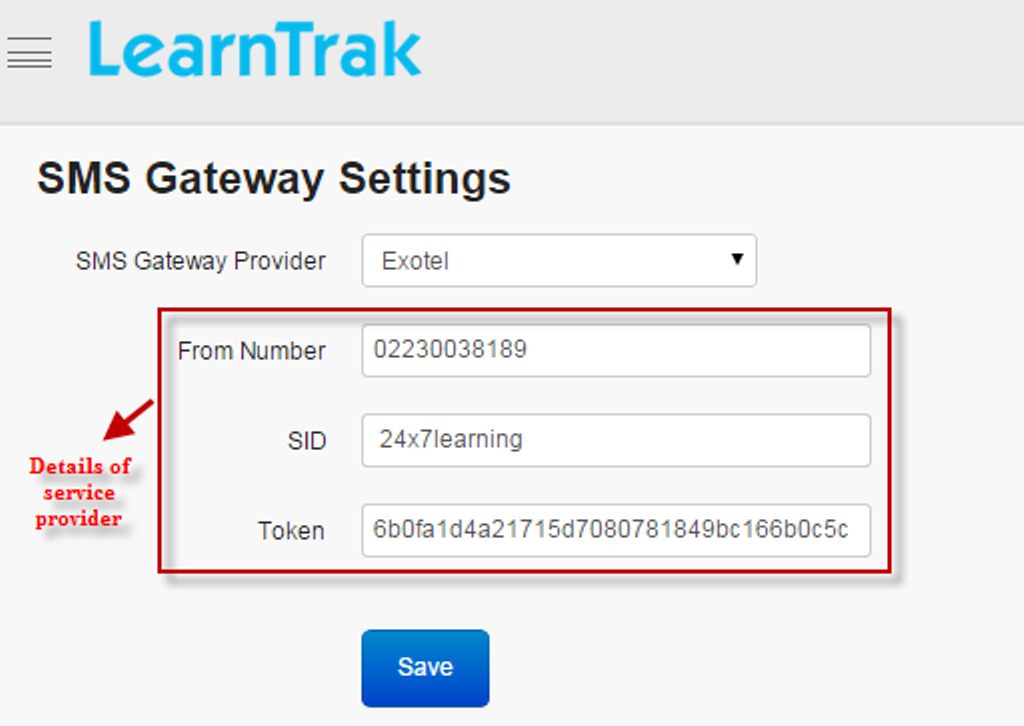 LearnTrak
SMS Gateway Settings
SMS Gateway Provider Exotel
From Number 02230038189
SID 24x7learning
Details of
service
provider
Token 6b0fa1d4a21715d7080781849bc166b0c5c
Save